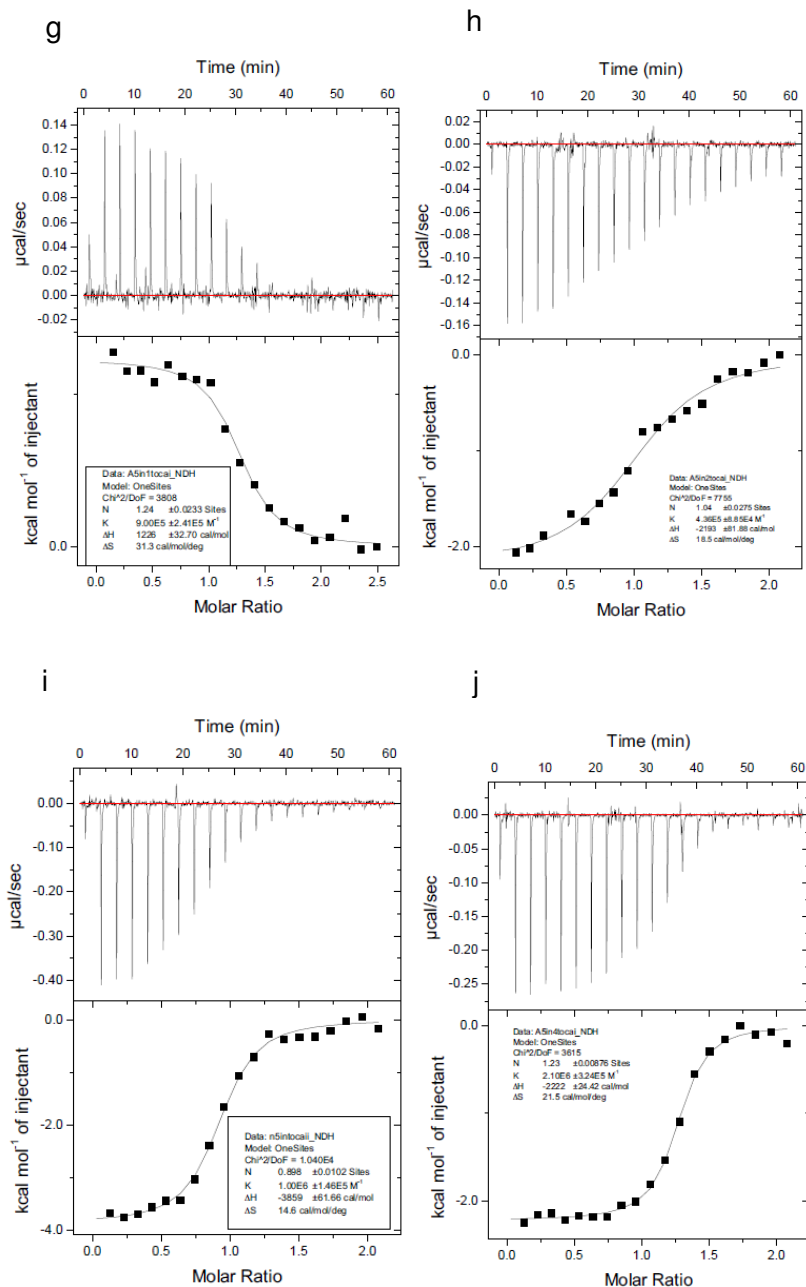 g
Time (min)
0 10 20 30 40 50 60
0.14
0.12
0.10
0.08
0.06
0.04
0.02
0.00
-0.02
µcal/sec
0.0
kcal mol⁻¹ of injectant
Data: A5in1tocai_NDH
Model: OneSites
Chi^2/DoF = 3808
N 1.24 ±0.0233 Sites
K 9.00E5 ±2.41E5 M⁻¹
ΔH 1226 ±32.70 cal/mol
ΔS 31.3 cal/mol/deg
0.0 0.5 1.0 1.5 2.0 2.5
Molar Ratio
h
Time (min)
0 10 20 30 40 50 60
0.02
0.00
-0.02
-0.04
-0.06
-0.08
-0.10
-0.12
-0.14
-0.16
µcal/sec
0.0
-2.0
kcal mol⁻¹ of injectant
Data: A5in2tocai_NDH
Model: OneSites
Chi^2/DoF = 7755
N 1.04 ±0.0275 Sites
K 4.36E5 ±8.85E4 M⁻¹
ΔH -2193 ±81.88 cal/mol
ΔS 18.5 cal/mol/deg
0.0 0.5 1.0 1.5 2.0
Molar Ratio
i
Time (min)
0 10 20 30 40 50 60
0.00
-0.10
-0.20
-0.30
-0.40
µcal/sec
0.0
-2.0
-4.0
kcal mol⁻¹ of injectant
Data: n5intocaii_NDH
Model: OneSites
Chi^2/DoF = 1.040E4
N 0.898 ±0.0102 Sites
K 1.00E6 ±1.46E5 M⁻¹
ΔH -3859 ±61.66 cal/mol
ΔS 14.6 cal/mol/deg
0.0 0.5 1.0 1.5 2.0
Molar Ratio
j
Time (min)
0 10 20 30 40 50 60
0.00
-0.05
-0.10
-0.15
-0.20
-0.25
µcal/sec
0.0
-2.0
kcal mol⁻¹ of injectant
Data: A5in4tocai_NDH
Model: OneSites
Chi^2/DoF = 3615
N 1.23 ±0.00876 Sites
K 2.10E6 ±3.24E5 M⁻¹
ΔH -2222 ±24.42 cal/mol
ΔS 21.5 cal/mol/deg
0.0 0.5 1.0 1.5 2.0
Molar Ratio